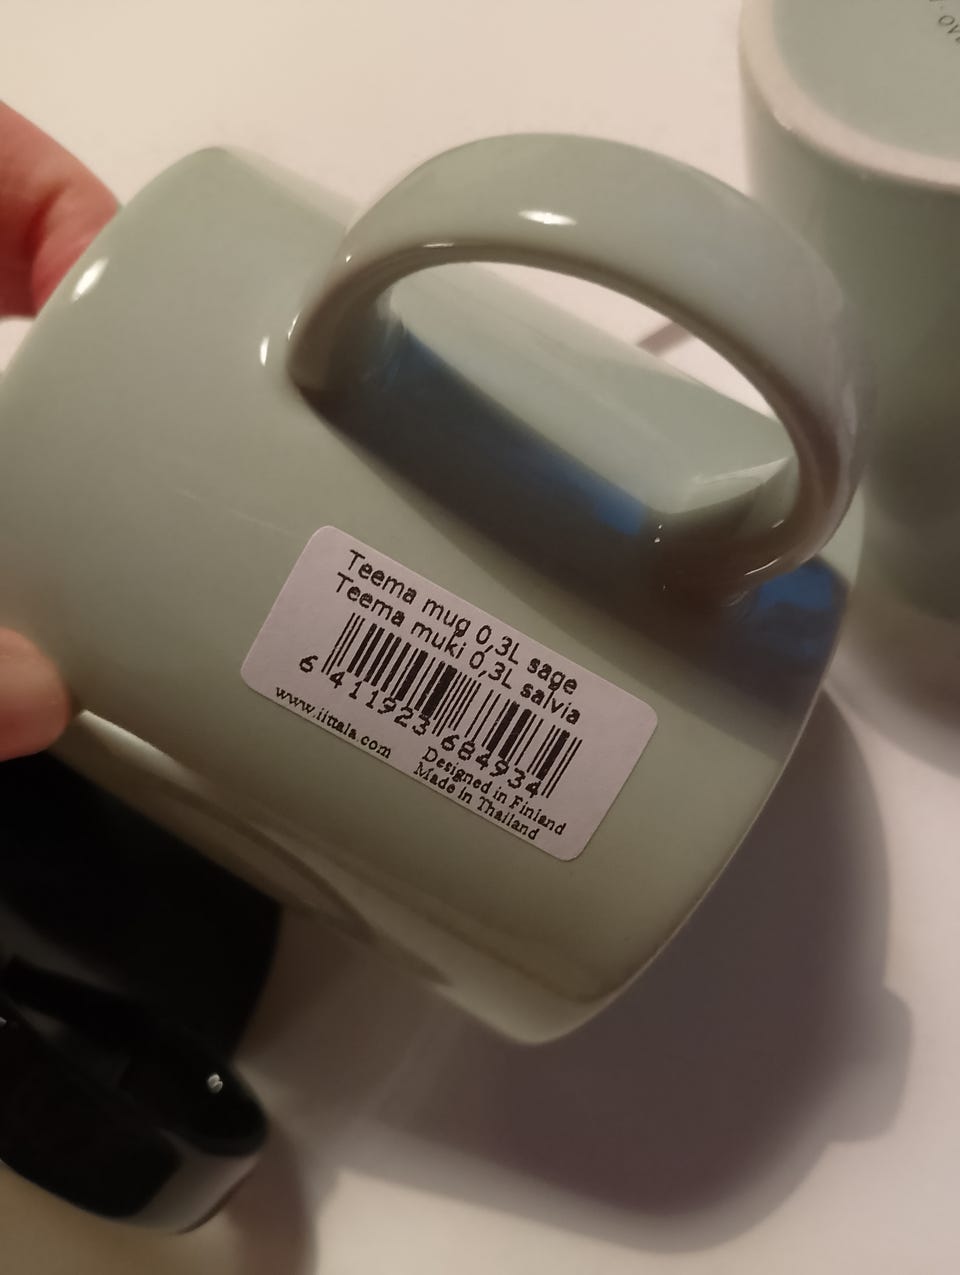 Teema mug 0,3L sage
Teema muki 0,3L salvia
6 411923 684934
www.iittala.com
Designed in Finland
Made in Thailand